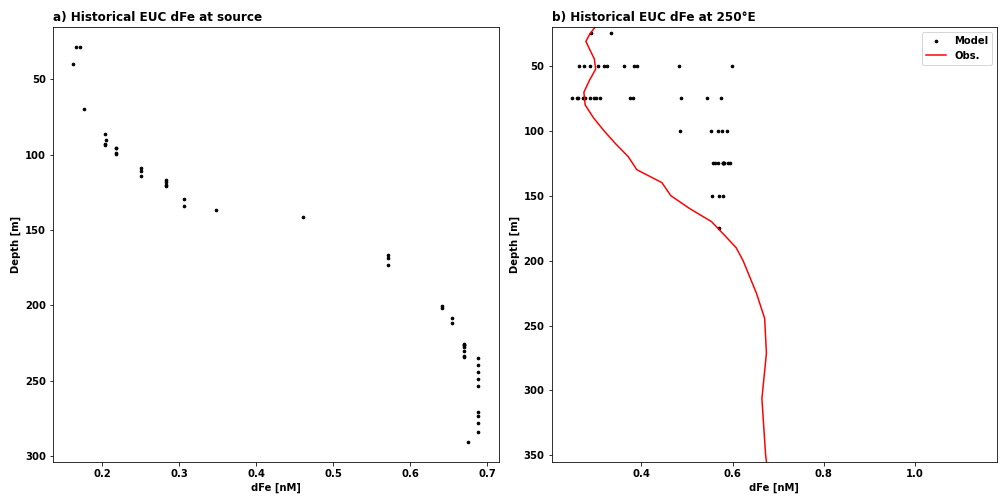 a) Historical EUC dFe at source
50
100
150
200
250
300
Depth [m]
0.2 0.3 0.4 0.5 0.6 0.7
dFe [nM]
b) Historical EUC dFe at 250°E
Model
Obs.
50
100
150
200
250
300
350
Depth [m]
0.4 0.6 0.8 1.0
dFe [nM]